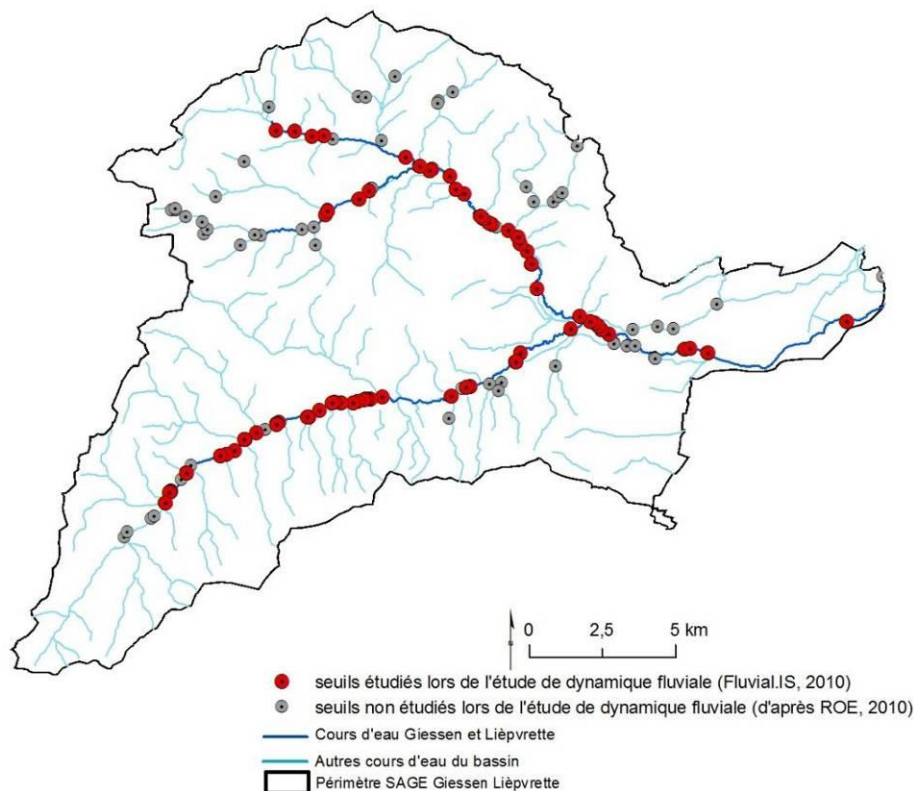 0 2,5 5 km
seuils étudiés lors de l'étude de dynamique fluviale (Fluvial.IS, 2010)
seuils non étudiés lors de l'étude de dynamique fluviale (d'après ROE, 2010)
Cours d'eau Giessen et Lièpvrette
Autres cours d'eau du bassin
Périmètre SAGE Giessen Lièpvrette